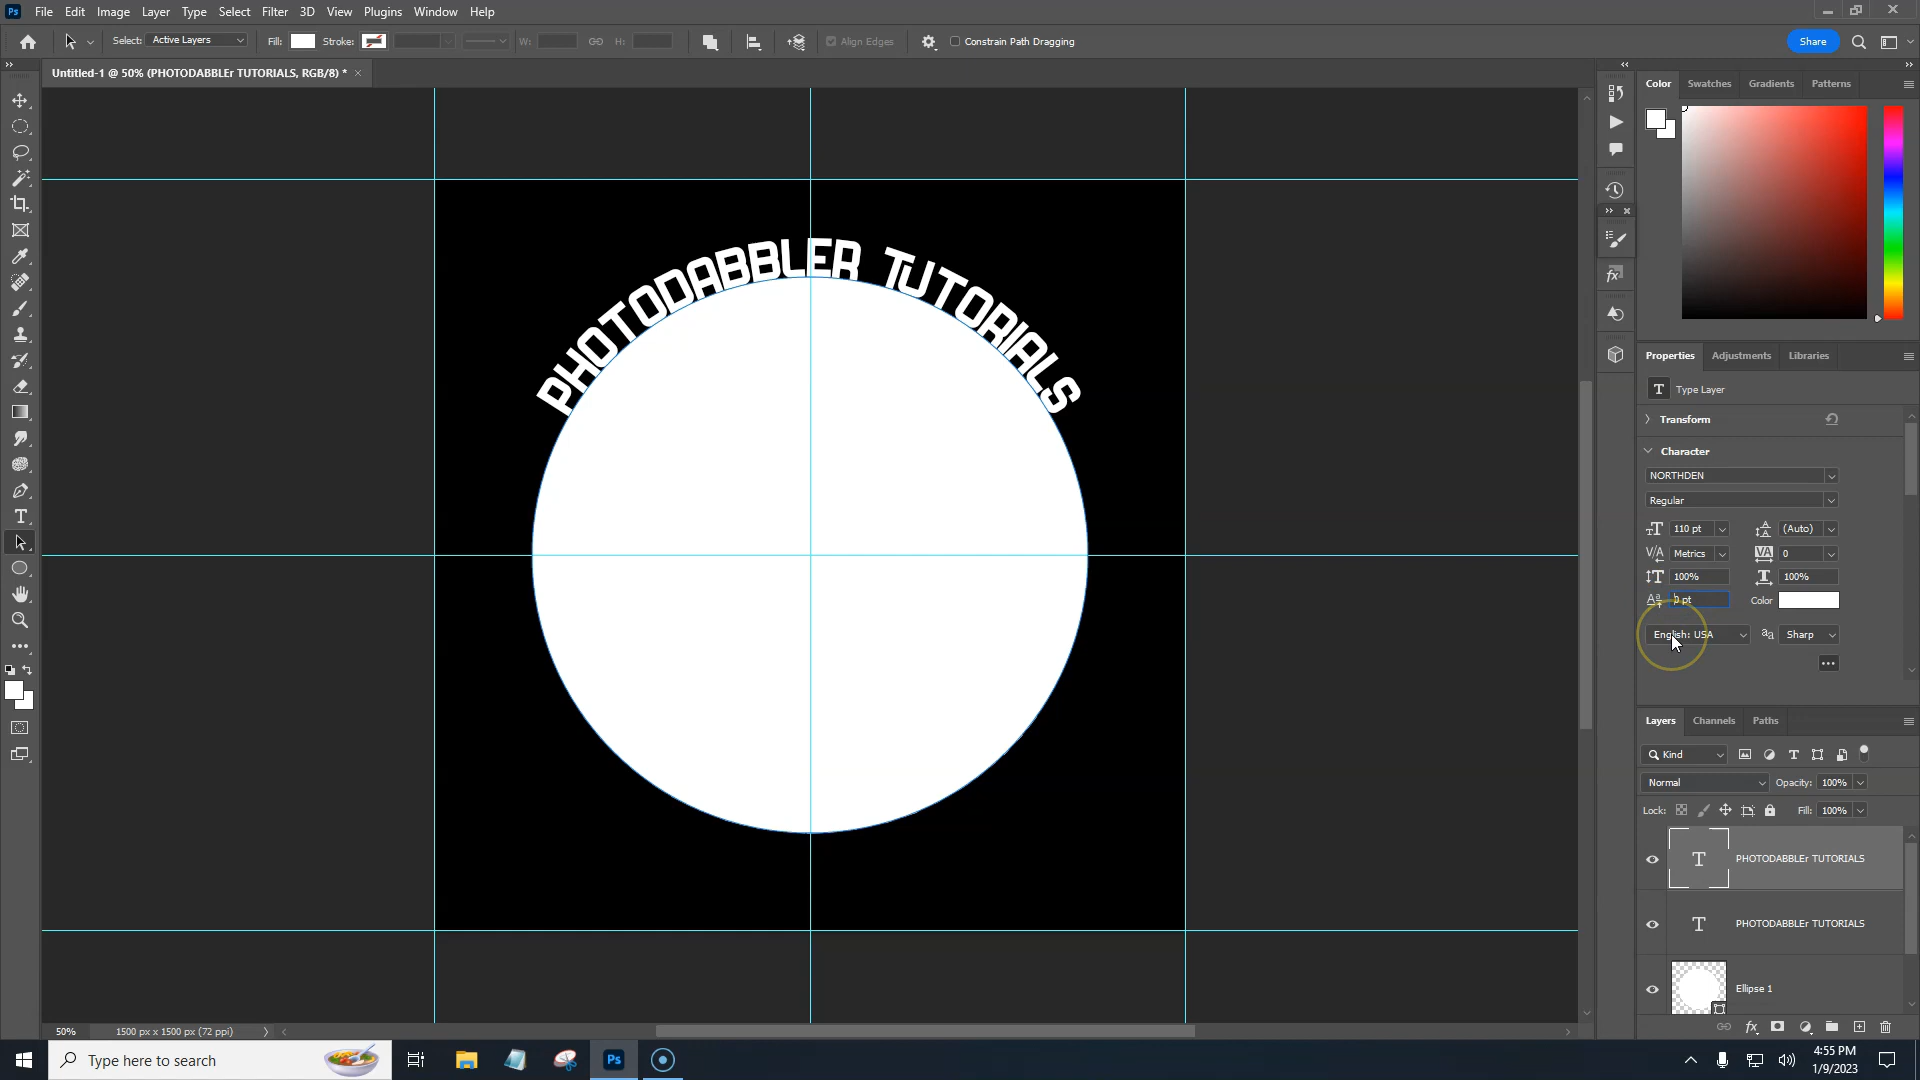 Ps File Edit Image Layer Type Select Filter 3D View Plugins Window Help
Select: Active Layers Fill: Stroke: W: H: Align Edges Constrain Path Dragging Share
Untitled-1 @ 50% (PHOTODABBLEr TUTORIALS, RGB/8) * ×
Color Swatches Gradients Patterns
PHOTODABBLER TUTORIALS
Properties Adjustments Libraries
T Type Layer
Transform
Character
NORTHDEN
Regular
110 pt (Auto)
Metrics 0
100% 100%
0 pt Color
English: USA Sharp
Layers Channels Paths
Kind
Normal Opacity: 100%
Lock: Fill: 100%
T PHOTODABBLEr TUTORIALS
T PHOTODABBLEr TUTORIALS
Ellipse 1
50% 1500 px x 1500 px (72 ppi)
Type here to search
Ps
4:55 PM
1/9/2023